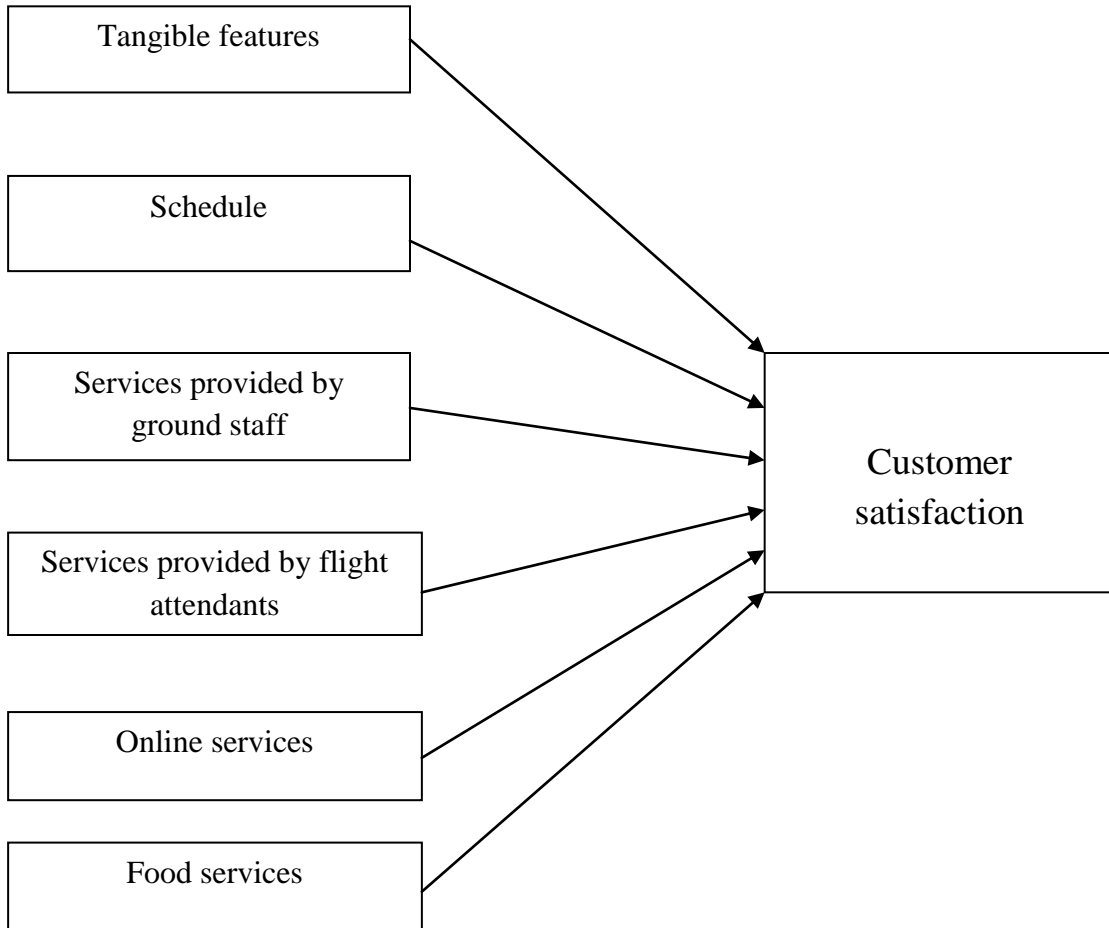 Tangible features
Schedule
Services provided by
ground staff
Services provided by flight
attendants
Online services
Food services
Customer
satisfaction